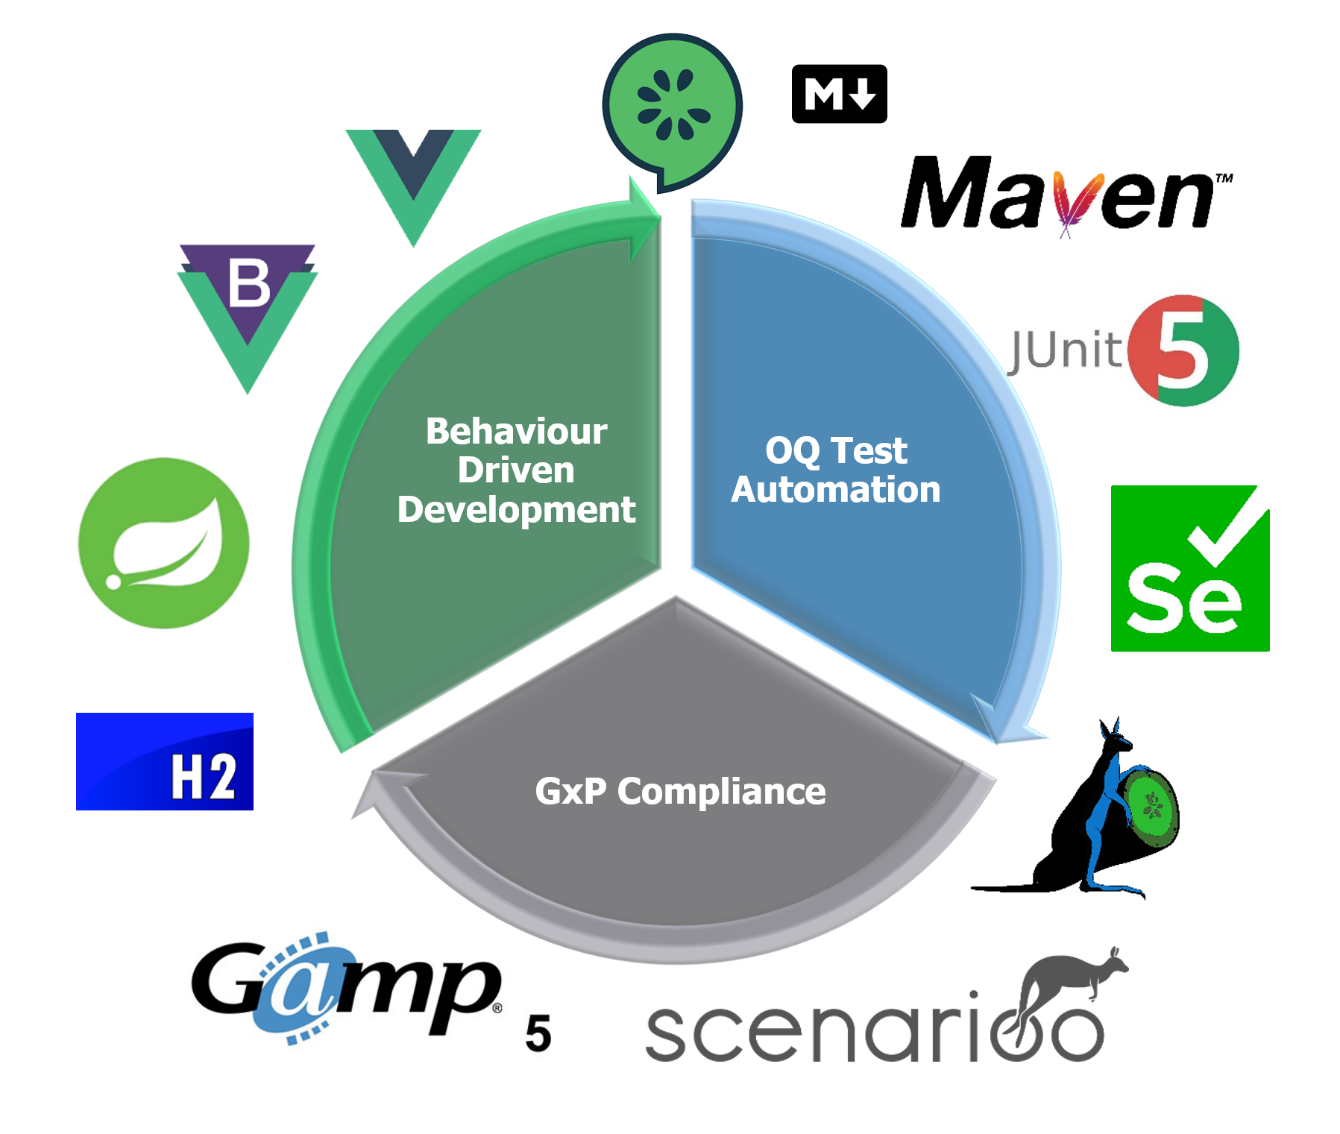 M
Maven™
B
JUnit 5
Behaviour
Driven
Development
OQ Test
Automation
Se
H2
GxP Compliance
Gamp® 5
scenarioo